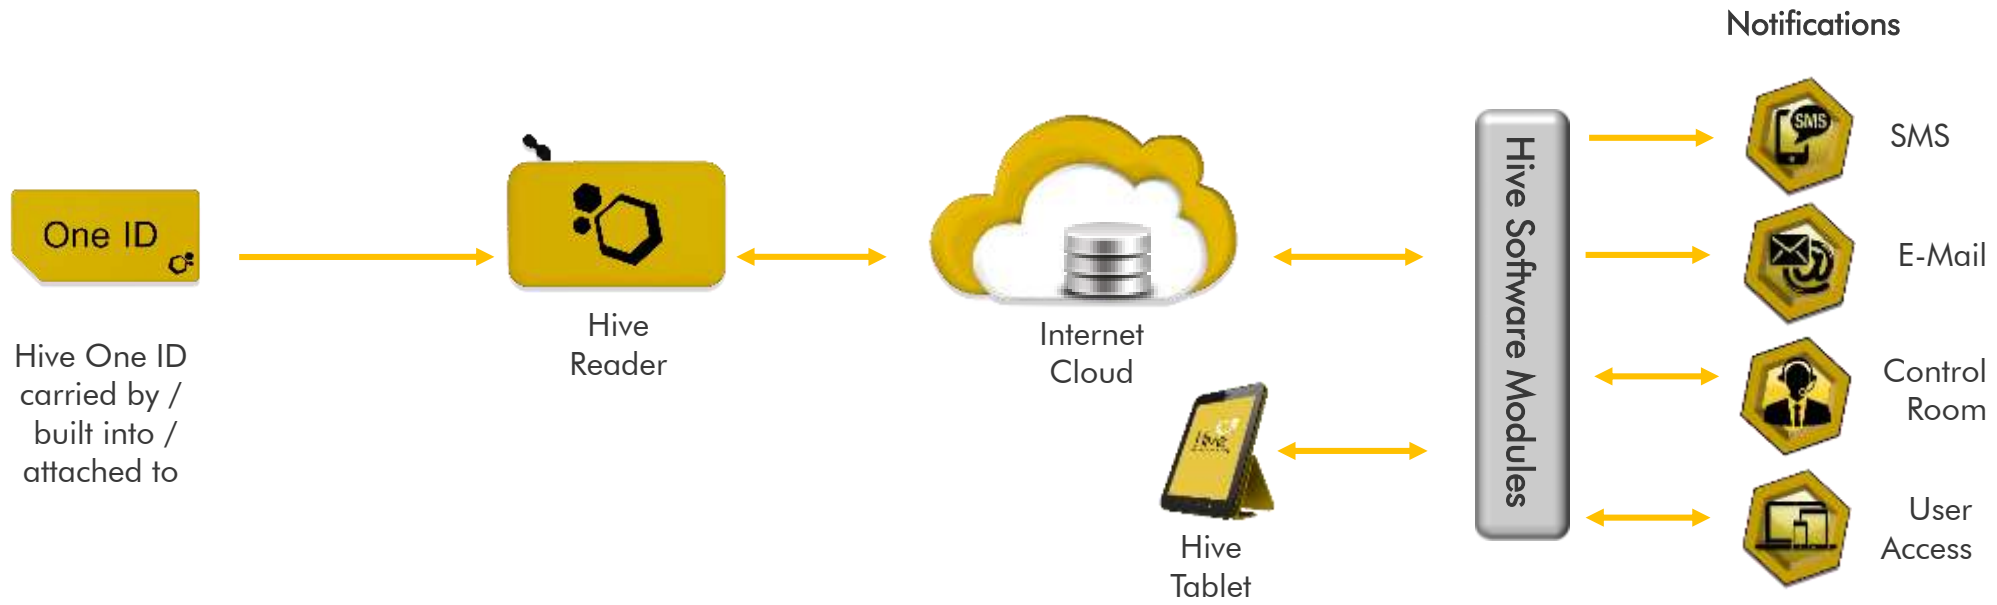 Notifications
SMS
SMS
One ID
E-Mail
Hive
Reader
Internet
Cloud
Hive One ID
carried by /
built into /
attached to
Hive Software Modules
Control
Room
Hive
User
Access
Hive
Tablet